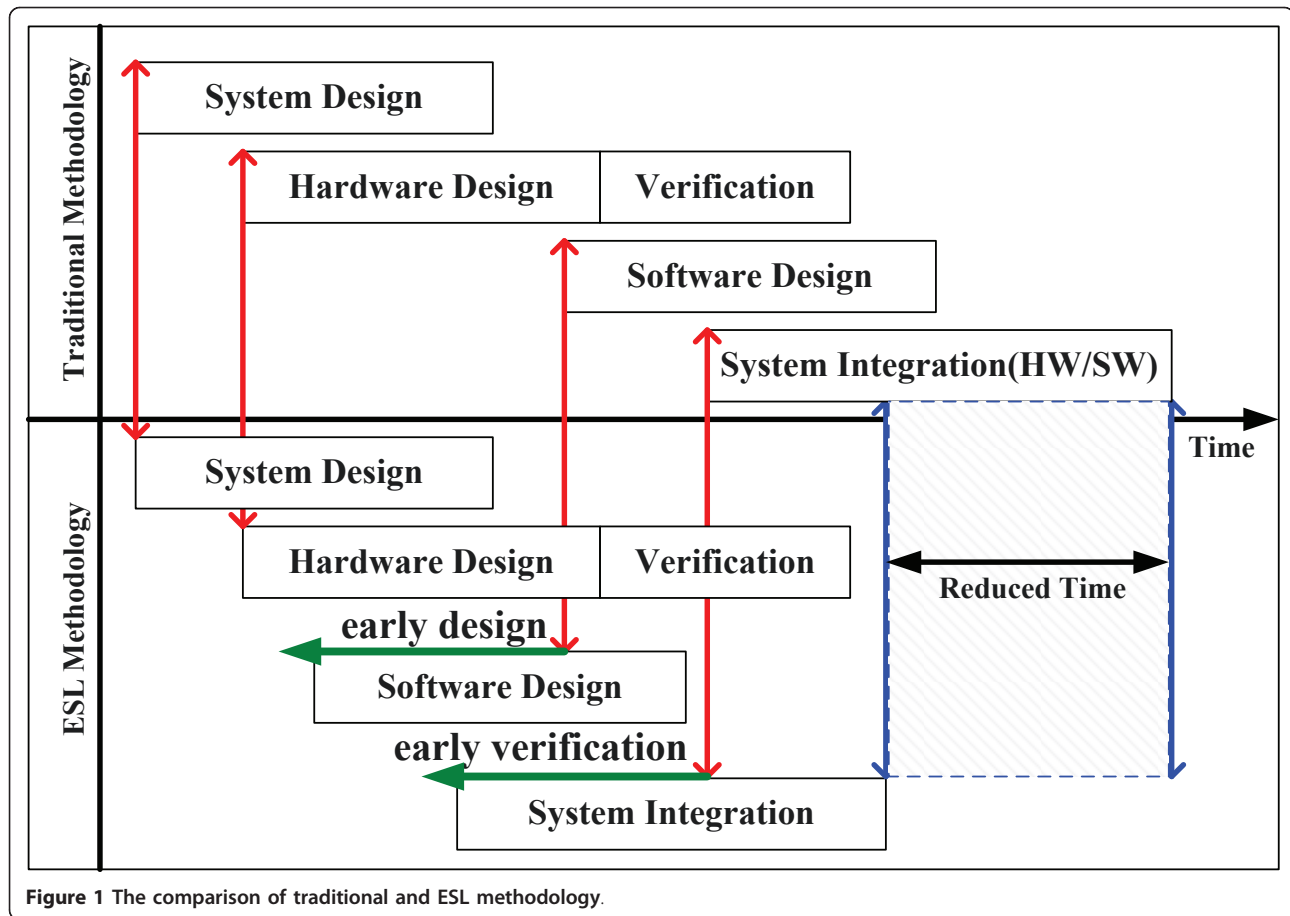 Traditional Methodology
System Design
Hardware Design
Verification
Software Design
System Integration(HW/SW)
Time
ESL Methodology
System Design
Hardware Design
Verification
Reduced Time
early design
Software Design
early verification
System Integration
Figure 1 The comparison of traditional and ESL methodology.